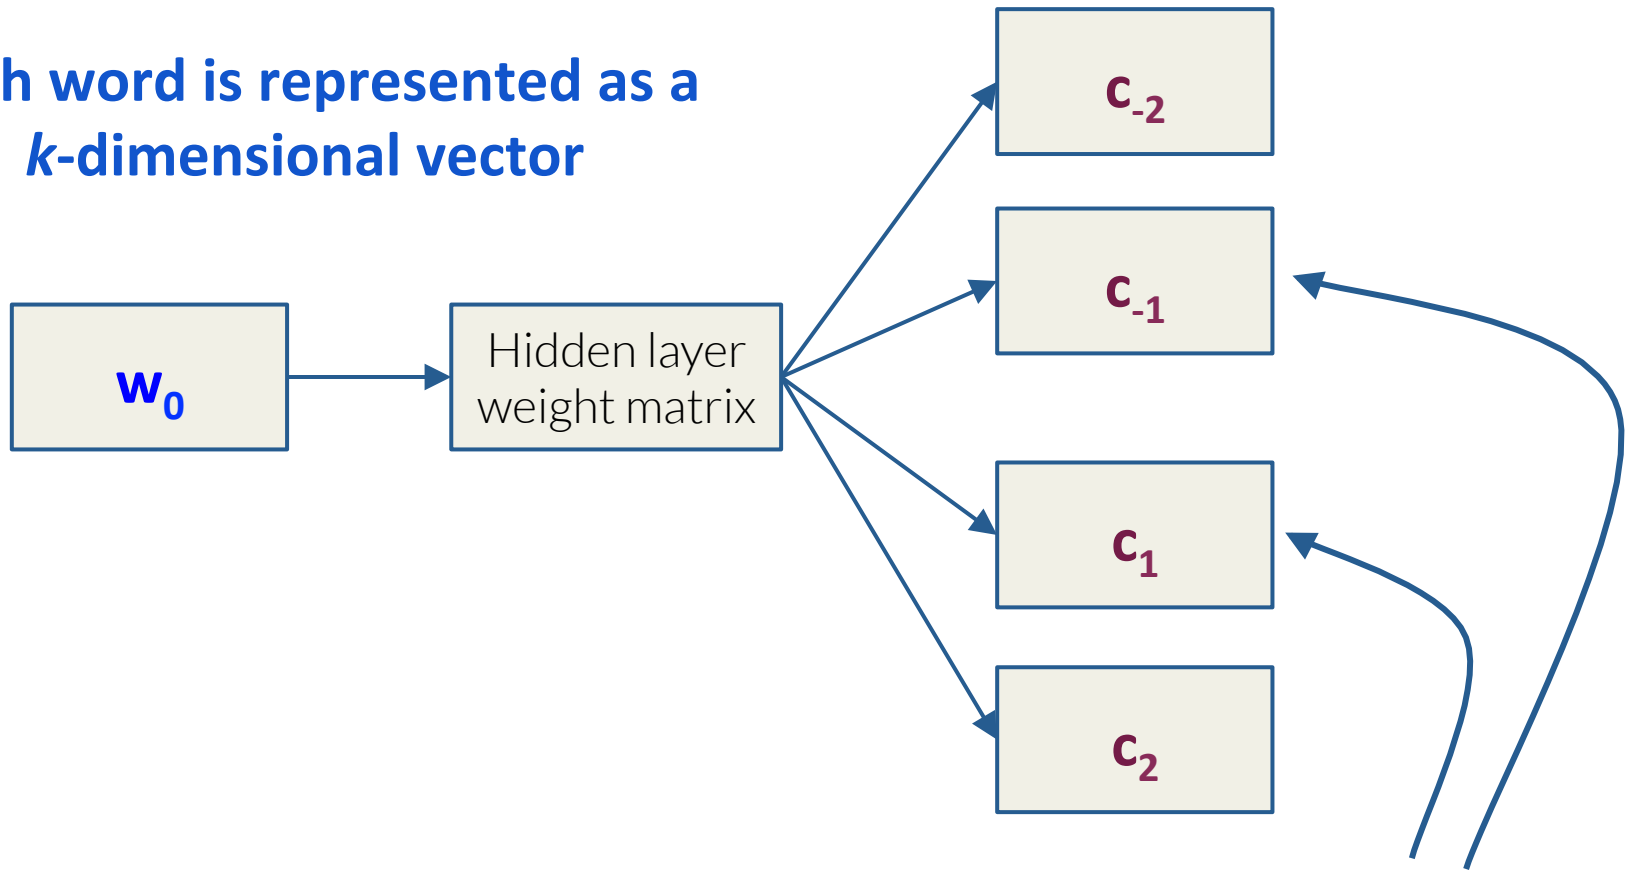 h word is represented as a
k-dimensional vector
c-2
c-1
w0
Hidden layer
weight matrix
c1
c2